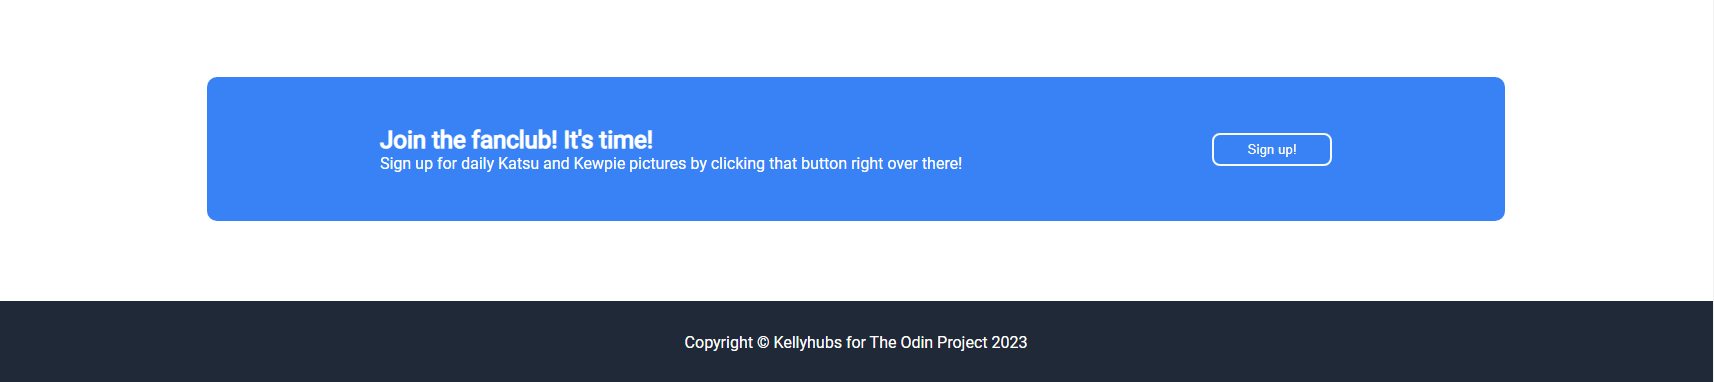 Join the fanclub! It's time!
Sign up for daily Katsu and Kewpie pictures by clicking that button right over there!
Sign up!
Copyright © Kellyhubs for The Odin Project 2023